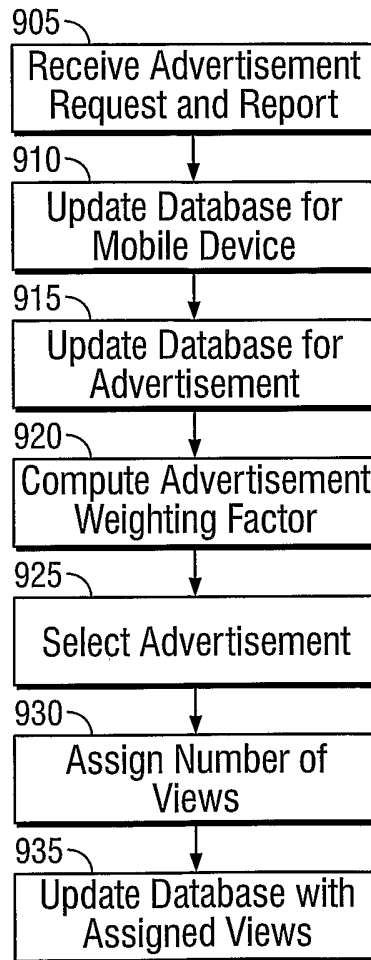 905
Receive Advertisement
Request and Report
910
Update Database for
Mobile Device
915
Update Database for
Advertisement
920
Compute Advertisement
Weighting Factor
925
Select Advertisement
930
Assign Number of
Views
935
Update Database with
Assigned Views